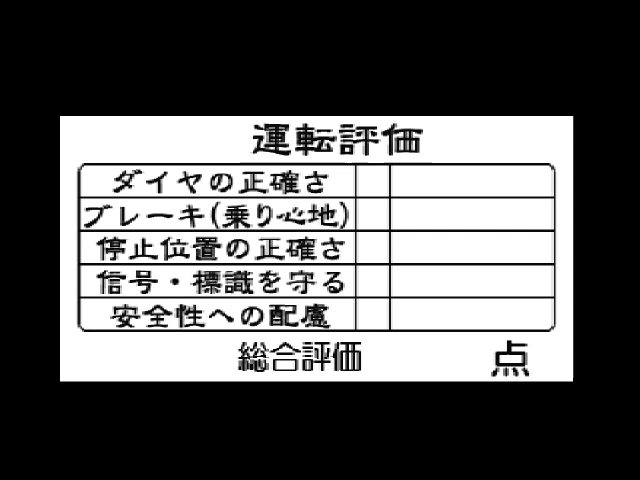 運転評価
ダイヤの正確さ
ブレーキ(乗り心地)
停止位置の正確さ
信号・標識を守る
安全性への配慮
総合評価 点